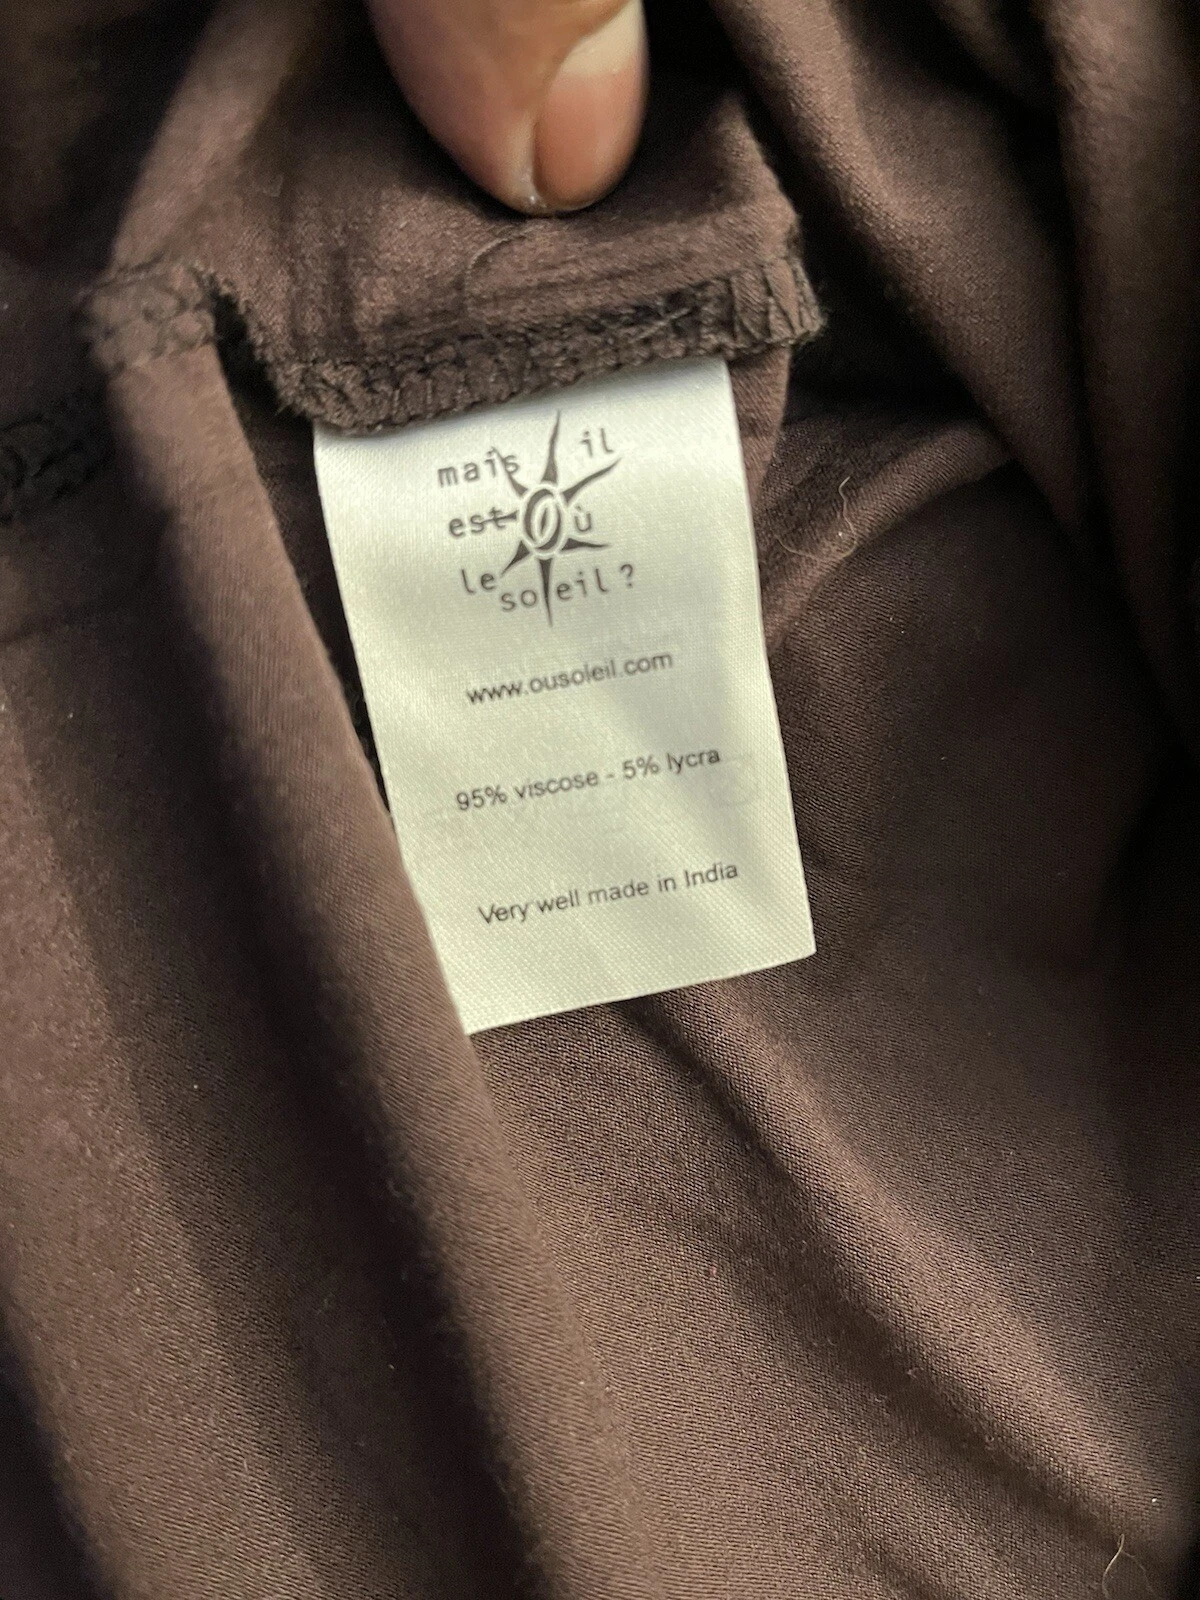 mais il
est où
le soleil ?
www.ousoleil.com
95% viscose - 5% lycra
Very well made in India